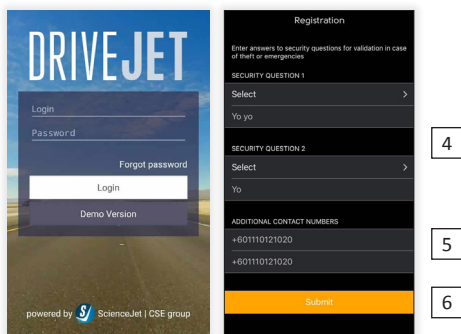 DRIVEJET
Login
Password
Forgot password
Login
Demo Version
powered by ScienceJet | CSE group
Registration
Enter answers to security questions for validation in case
of theft or emergencies
SECURITY QUESTION 1
Select
Yo yo
SECURITY QUESTION 2
Select
Yo
ADDITIONAL CONTACT NUMBERS
+601110121020
+601110121020
Submit
4
5
6